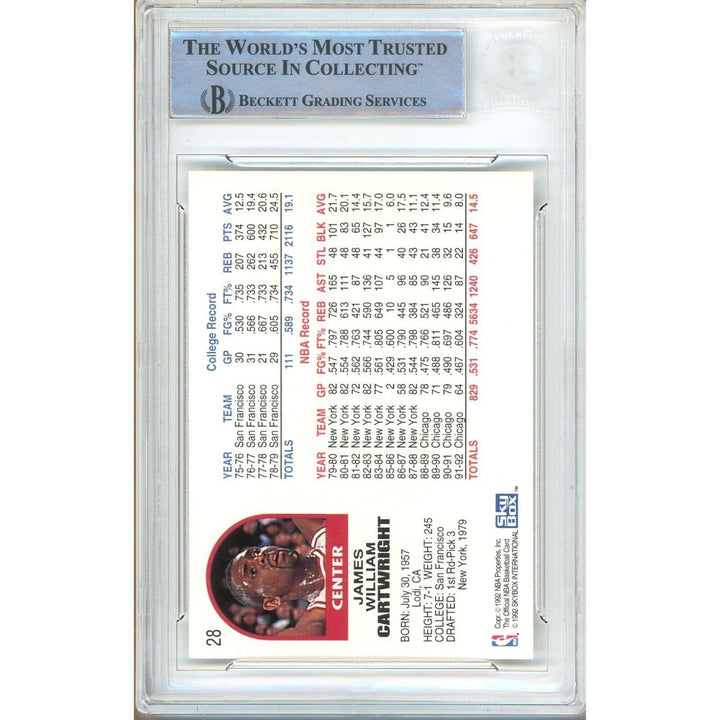 THE WORLD'S MOST TRUSTED
SOURCE IN COLLECTING™
B BECKETT GRADING SERVICES
28
CENTER
JAMES
WILLIAM
CARTWRIGHT
BORN: July 30, 1957
Lodi, CA
HEIGHT: 7-1 WEIGHT: 245
COLLEGE: San Francisco
DRAFTED: 1st Rd-Pick 3
New York, 1979
Copr. © 1992 NBA Properties, Inc.
The Official NBA Basketball Card
© 1992 SKYBOX INTERNATIONAL
NBA
SkyBox™
College Record
YEAR TEAM GP FG% FT% REB PTS AVG
75-76 San Francisco 30 .530 .735 207 374 12.5
76-77 San Francisco 31 .566 .733 262 600 19.4
77-78 San Francisco 21 .667 .733 213 432 20.6
78-79 San Francisco 29 .605 .734 455 710 24.5
TOTALS 111 .589 .734 1137 2116 19.1
NBA Record
YEAR TEAM GP FG% FT% REB AST STL BLK AVG
79-80 New York 82 .547 .797 726 165 48 101 21.7
80-81 New York 82 .554 .788 613 111 48 83 20.1
81-82 New York 72 .562 .763 421 87 48 65 14.4
82-83 New York 82 .566 .744 590 136 41 127 15.7
83-84 New York 77 .561 .805 649 107 44 97 17.0
85-86 New York 2 .429 .600 10 5 1 1 6.0
86-87 New York 58 .531 .790 445 96 40 26 17.5
87-88 New York 82 .544 .798 384 85 43 43 11.1
88-89 Chicago 78 .475 .766 521 90 21 41 12.4
89-90 Chicago 71 .488 .811 465 145 38 34 11.4
90-91 Chicago 79 .490 .697 486 126 32 15 9.6
91-92 Chicago 64 .467 .604 324 87 22 14 8.0
TOTALS 829 .531 .774 5634 1240 426 647 14.5